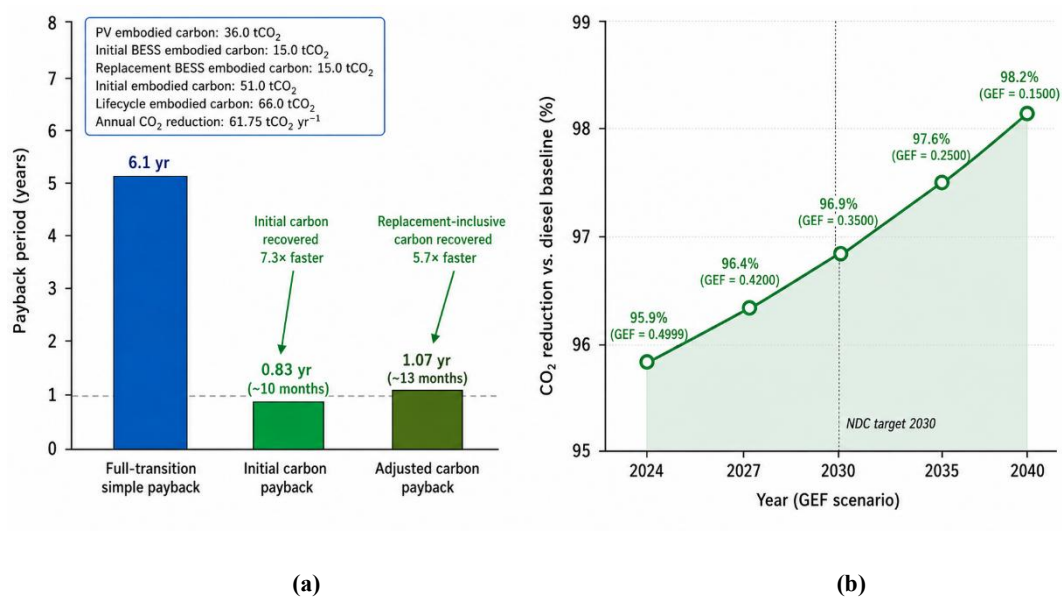 PV embodied carbon: 36.0 tCO₂
Initial BESS embodied carbon: 15.0 tCO₂
Replacement BESS embodied carbon: 15.0 tCO₂
Initial embodied carbon: 51.0 tCO₂
Lifecycle embodied carbon: 66.0 tCO₂
Annual CO₂ reduction: 61.75 tCO₂ yr⁻¹
Payback period (years)
8
7
6
5
4
3
2
1
0
6.1 yr
Initial carbon
recovered
7.3× faster
Replacement-inclusive
carbon recovered
5.7× faster
0.83 yr
(~10 months)
1.07 yr
(~13 months)
Full-transition
simple payback
Initial carbon
payback
Adjusted carbon
payback
(a)
CO₂ reduction vs. diesel baseline (%)
99
98
97
96
95
95.9%
(GEF = 0.4999)
96.4%
(GEF = 0.4200)
96.9%
(GEF = 0.3500)
97.6%
(GEF = 0.2500)
98.2%
(GEF = 0.1500)
NDC target 2030
2024
2027
2030
2035
2040
Year (GEF scenario)
(b)